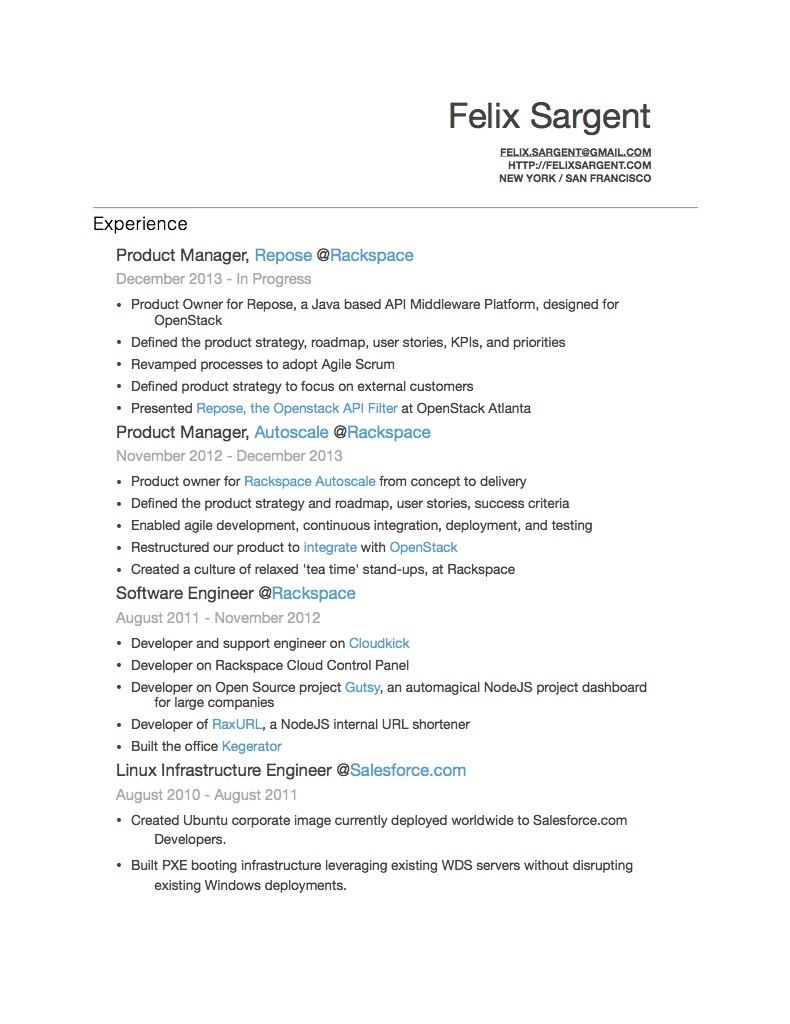 Felix Sargent
FELIX.SARGENT@GMAIL.COM
HTTP://FELIXSARGENT.COM
NEW YORK / SAN FRANCISCO
Experience
Product Manager, Repose @Rackspace
December 2013 - In Progress
• Product Owner for Repose, a Java based API Middleware Platform, designed for
OpenStack
• Defined the product strategy, roadmap, user stories, KPIs, and priorities
• Revamped processes to adopt Agile Scrum
• Defined product strategy to focus on external customers
• Presented Repose, the Openstack API Filter at OpenStack Atlanta
Product Manager, Autoscale @Rackspace
November 2012 - December 2013
• Product owner for Rackspace Autoscale from concept to delivery
• Defined the product strategy and roadmap, user stories, success criteria
• Enabled agile development, continuous integration, deployment, and testing
• Restructured our product to integrate with OpenStack
• Created a culture of relaxed 'tea time' stand-ups, at Rackspace
Software Engineer @Rackspace
August 2011 - November 2012
• Developer and support engineer on Cloudkick
• Developer on Rackspace Cloud Control Panel
• Developer on Open Source project Gutsy, an automagical NodeJS project dashboard
for large companies
• Developer of RaxURL, a NodeJS internal URL shortener
• Built the office Kegerator
Linux Infrastructure Engineer @Salesforce.com
August 2010 - August 2011
• Created Ubuntu corporate image currently deployed worldwide to Salesforce.com
Developers.
• Built PXE booting infrastructure leveraging existing WDS servers without disrupting
existing Windows deployments.